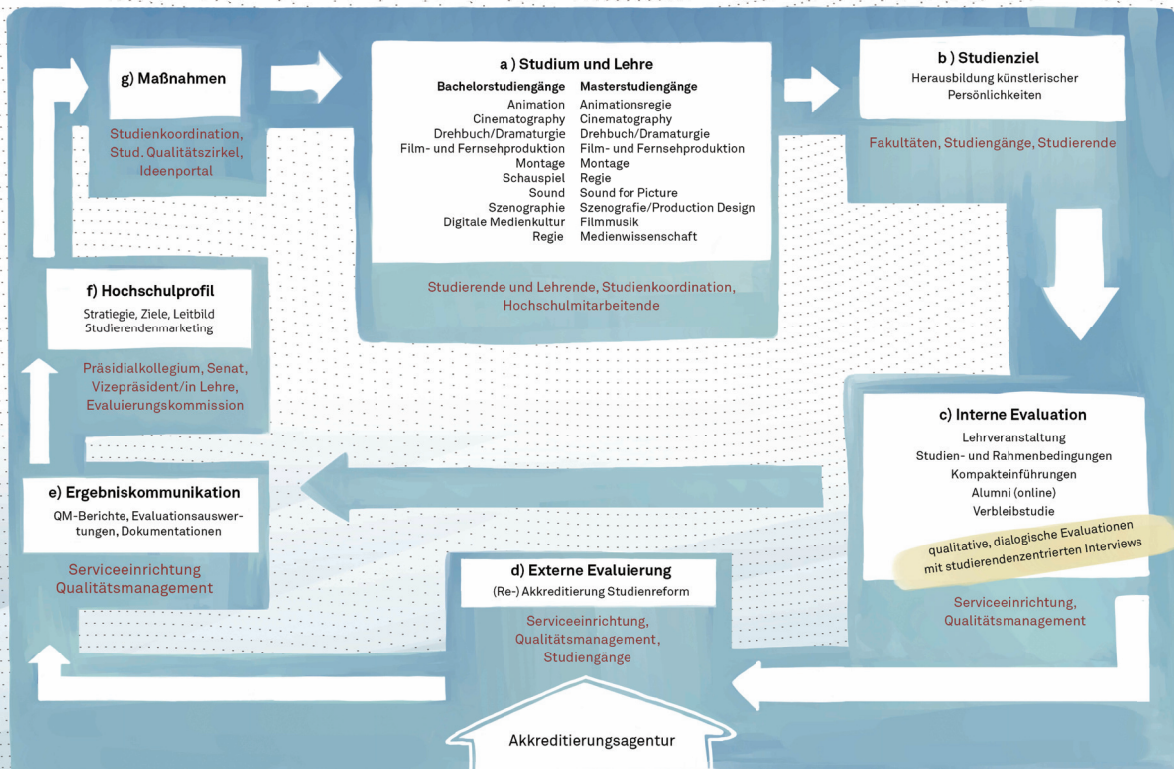 g) Maßnahmen
Studienkoordination,
Stud. Qualitätszirkel,
Ideenportal
a ) Studium und Lehre
Bachelorstudiengänge Masterstudiengänge
Animation Animationsregie
Cinematography Cinematography
Drehbuch/Dramaturgie Drehbuch/Dramaturgie
Film- und Fernsehproduktion Film- und Fernsehproduktion
Montage Montage
Schauspiel Regie
Sound Sound for Picture
Szenographie Szenografie/Production Design
Digitale Medienkultur Filmmusik
Regie Medienwissenschaft
Studierende und Lehrende, Studienkoordination,
Hochschulmitarbeitende
b ) Studienziel
Herausbildung künstlerischer
Persönlichkeiten
Fakultäten, Studiengänge, Studierende
c) Interne Evaluation
Lehrveranstaltung
Studien- und Rahmenbedingungen
Kompakteinführungen
Alumni (online)
Verbleibstudie
qualitative, dialogische Evaluationen
mit studierendenzentrierten Interviews
Serviceeinrichtung,
Qualitätsmanagement
d) Externe Evaluierung
(Re-) Akkreditierung Studienreform
Serviceeinrichtung,
Qualitätsmanagement,
Studiengänge
Akkreditierungsagentur
e) Ergebniskommunikation
QM-Berichte, Evaluationsauswer-
tungen, Dokumentationen
Serviceeinrichtung
Qualitätsmanagement
f) Hochschulprofil
Stratiegie, Ziele, Leitbild
Studierendenmarketing
Präsidialkollegium, Senat,
Vizepräsident/in Lehre,
Evaluierungskommission